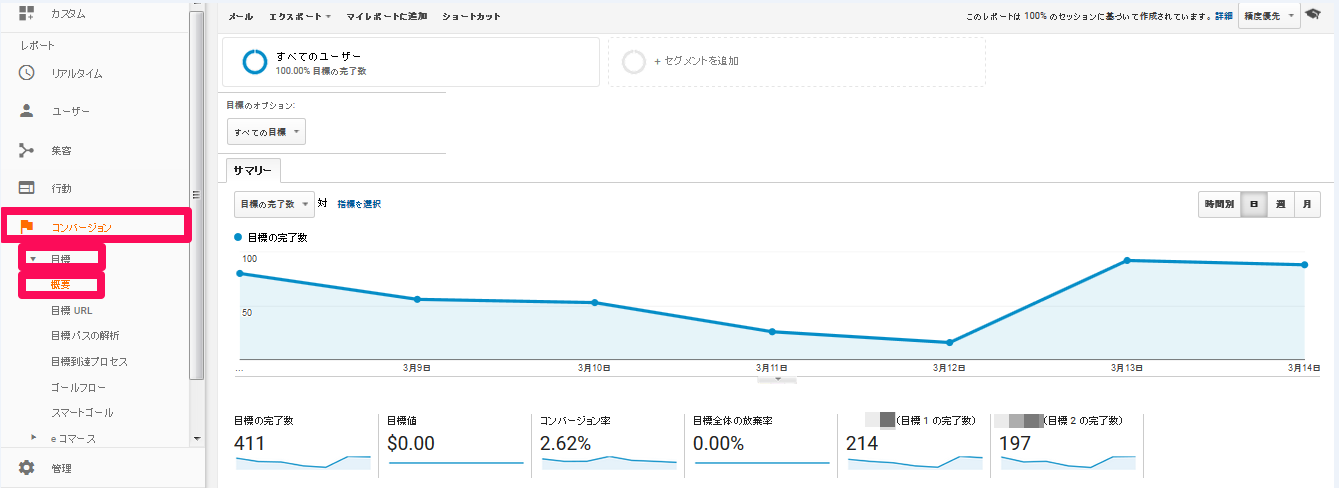 カスタム
レポート
リアルタイム
ユーザー
集客
行動
コンバージョン
目標
概要
目標 URL
目標パスの解析
目標到達プロセス
ゴールフロー
スマートゴール
e コマース
管理
メール エクスポート マイレポートに追加 ショートカット
このレポートは 100% のセッションに基づいて作成されています。詳細 精度優先
すべてのユーザー
100.00% 目標の完了数
+ セグメントを追加
目標のオプション:
すべての目標
サマリー
目標の完了数 対 指標を選択
時間別 日 週 月
目標の完了数
100
50
... 3月9日 3月10日 3月11日 3月12日 3月13日 3月14日
目標の完了数 目標値 コンバージョン率 目標全体の放棄率 (目標 1 の完了数) (目標 2 の完了数)
411 $0.00 2.62% 0.00% 214 197